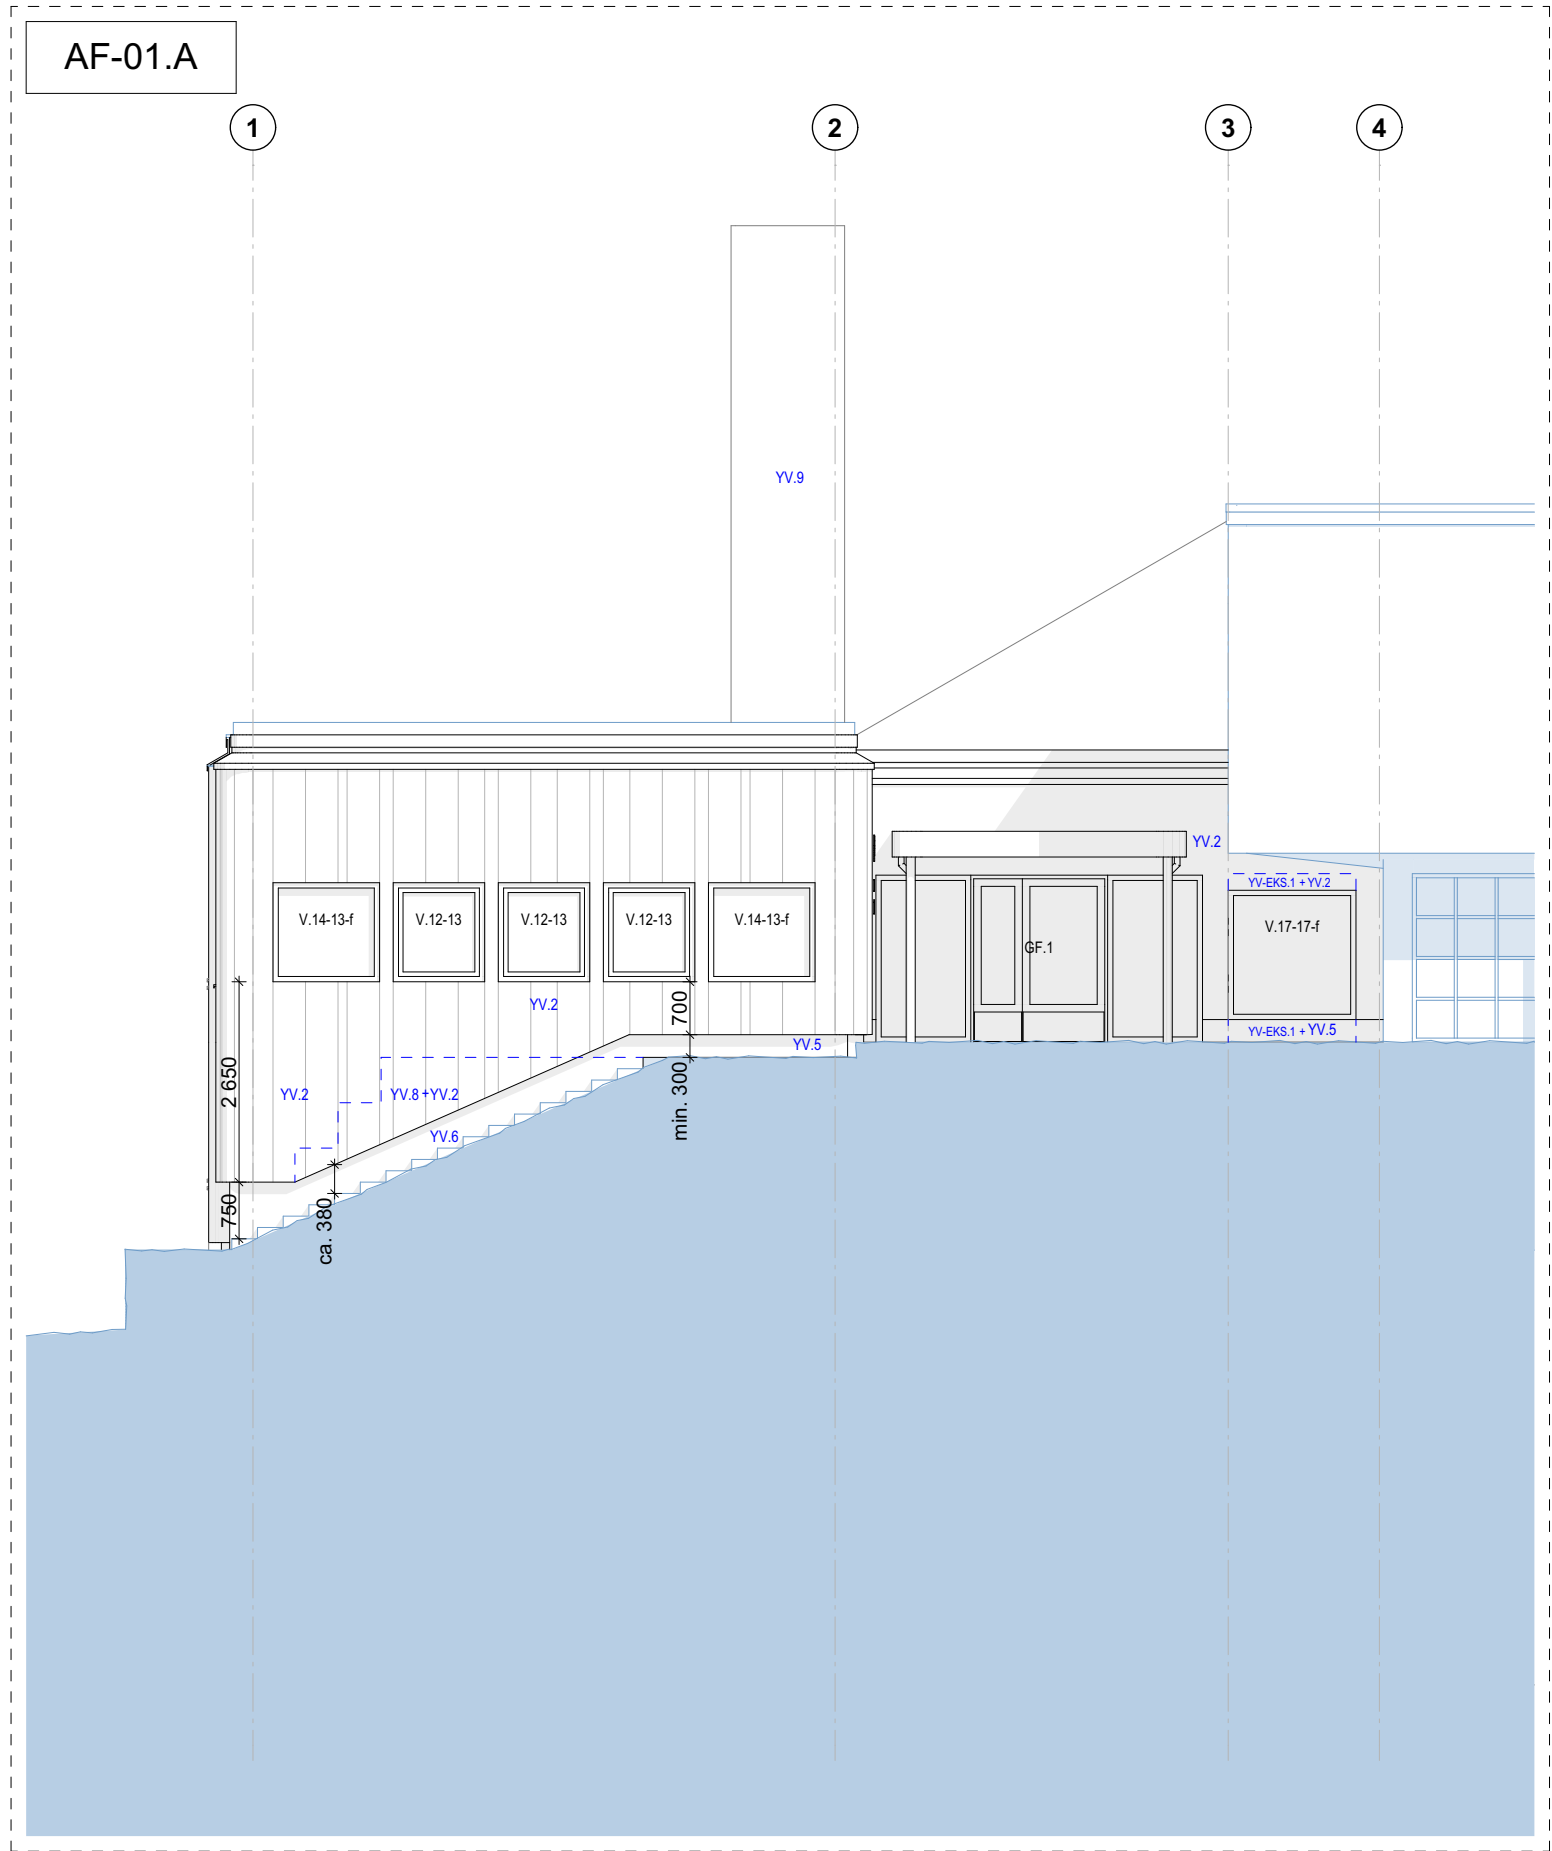 AF-01.A
1
2
3
4
YV.9
YV.2
YV-EKS.1 + YV.2
V.14-13-f
V.12-13
V.12-13
V.12-13
V.14-13-f
V.17-17-f
GF.1
YV.2
700
YV-EKS.1 + YV.5
YV.5
2 650
YV.2
YV.8 +YV.2
min. 300
YV.6
750
ca. 380